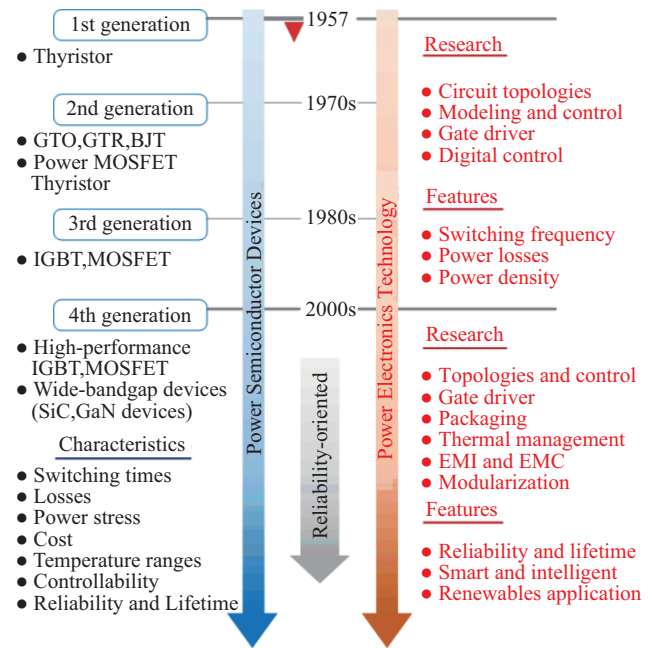 1st generation
● Thyristor
2nd generation
● GTO,GTR,BJT
● Power MOSFET
Thyristor
3rd generation
● IGBT,MOSFET
4th generation
● High-performance
IGBT,MOSFET
● Wide-bandgap devices
(SiC,GaN devices)
Characteristics
● Switching times
● Losses
● Power stress
● Cost
● Temperature ranges
● Controllability
● Reliability and Lifetime
Power Semiconductor Devices
1957
1970s
1980s
2000s
Reliability-oriented
Power Electronics Technology
Research
● Circuit topologies
● Modeling and control
● Gate driver
● Digital control
Features
● Switching frequency
● Power losses
● Power density
Research
● Topologies and control
● Gate driver
● Packaging
● Thermal management
● EMI and EMC
● Modularization
Features
● Reliability and lifetime
● Smart and intelligent
● Renewables application